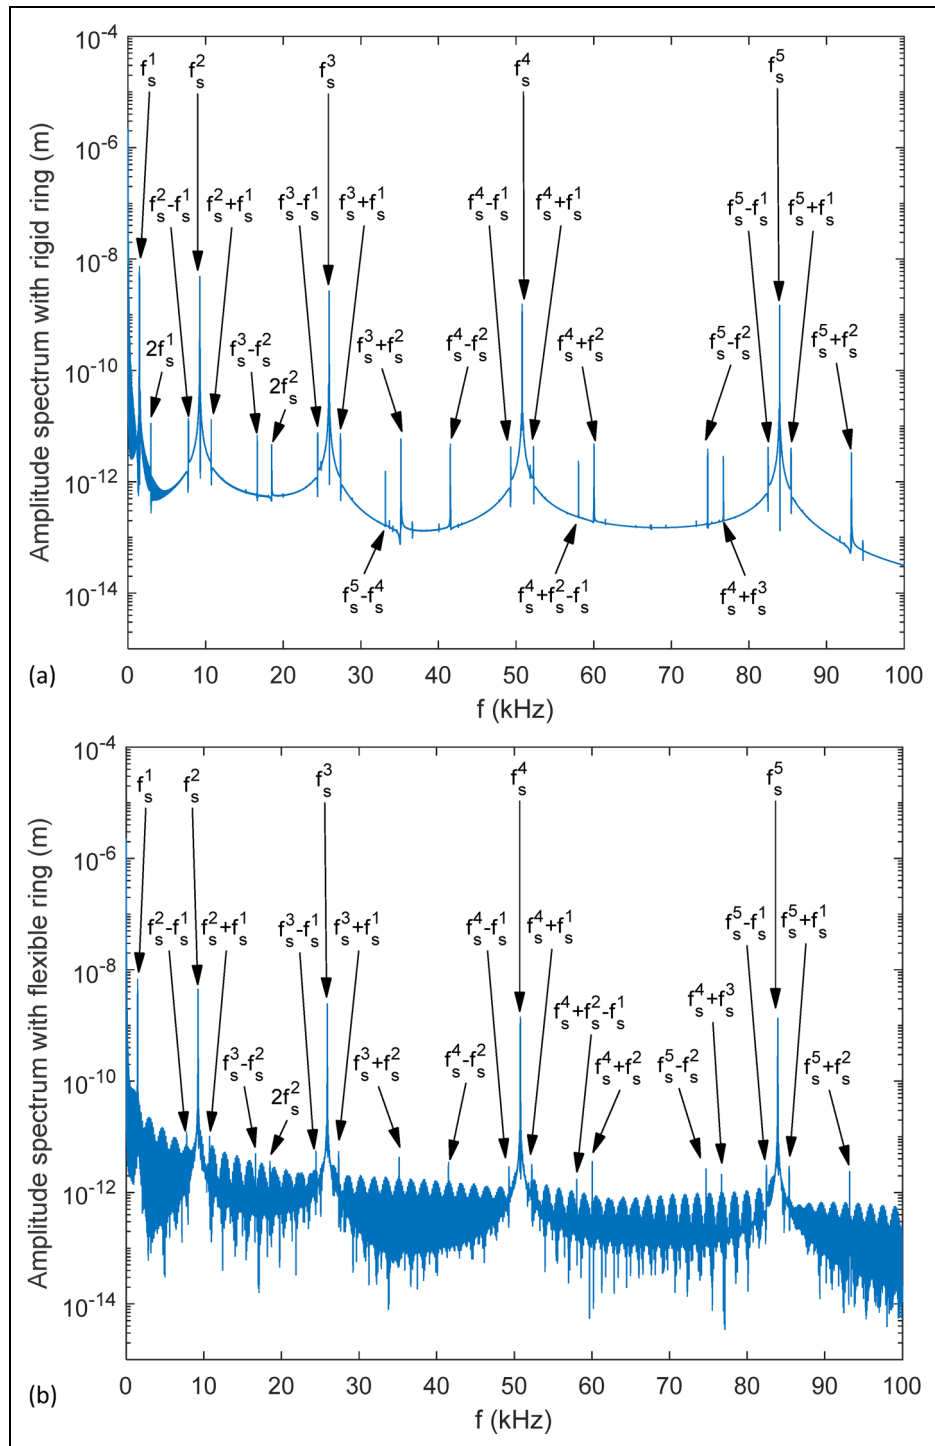 Amplitude spectrum with rigid ring (m)
10⁻⁴
10⁻⁶
10⁻⁸
10⁻¹⁰
10⁻¹²
10⁻¹⁴
fₛ¹
fₛ²
fₛ³
fₛ⁴
fₛ⁵
fₛ²-fₛ¹
fₛ²+fₛ¹
fₛ³-fₛ¹
fₛ³+fₛ¹
fₛ⁴-fₛ¹
fₛ⁴+fₛ¹
fₛ⁵-fₛ¹
fₛ⁵+fₛ¹
2fₛ¹
fₛ³-fₛ²
2fₛ²
fₛ³+fₛ²
fₛ⁴-fₛ²
fₛ⁴+fₛ²
fₛ⁵-fₛ²
fₛ⁵+fₛ²
fₛ⁵-fₛ⁴
fₛ⁴+fₛ²-fₛ¹
fₛ⁴+fₛ³
0 10 20 30 40 50 60 70 80 90 100
f (kHz)
(a)
Amplitude spectrum with flexible ring (m)
10⁻⁴
10⁻⁶
10⁻⁸
10⁻¹⁰
10⁻¹²
10⁻¹⁴
fₛ¹
fₛ²
fₛ³
fₛ⁴
fₛ⁵
fₛ²-fₛ¹
fₛ²+fₛ¹
fₛ³-fₛ¹
fₛ³+fₛ¹
fₛ⁴-fₛ¹
fₛ⁴+fₛ¹
fₛ⁵-fₛ¹
fₛ⁵+fₛ¹
fₛ⁴+fₛ²-fₛ¹
fₛ⁴+fₛ³
fₛ³-fₛ²
2fₛ²
fₛ³+fₛ²
fₛ⁴-fₛ²
fₛ⁴+fₛ²
fₛ⁵-fₛ²
fₛ⁵+fₛ²
0 10 20 30 40 50 60 70 80 90 100
f (kHz)
(b)